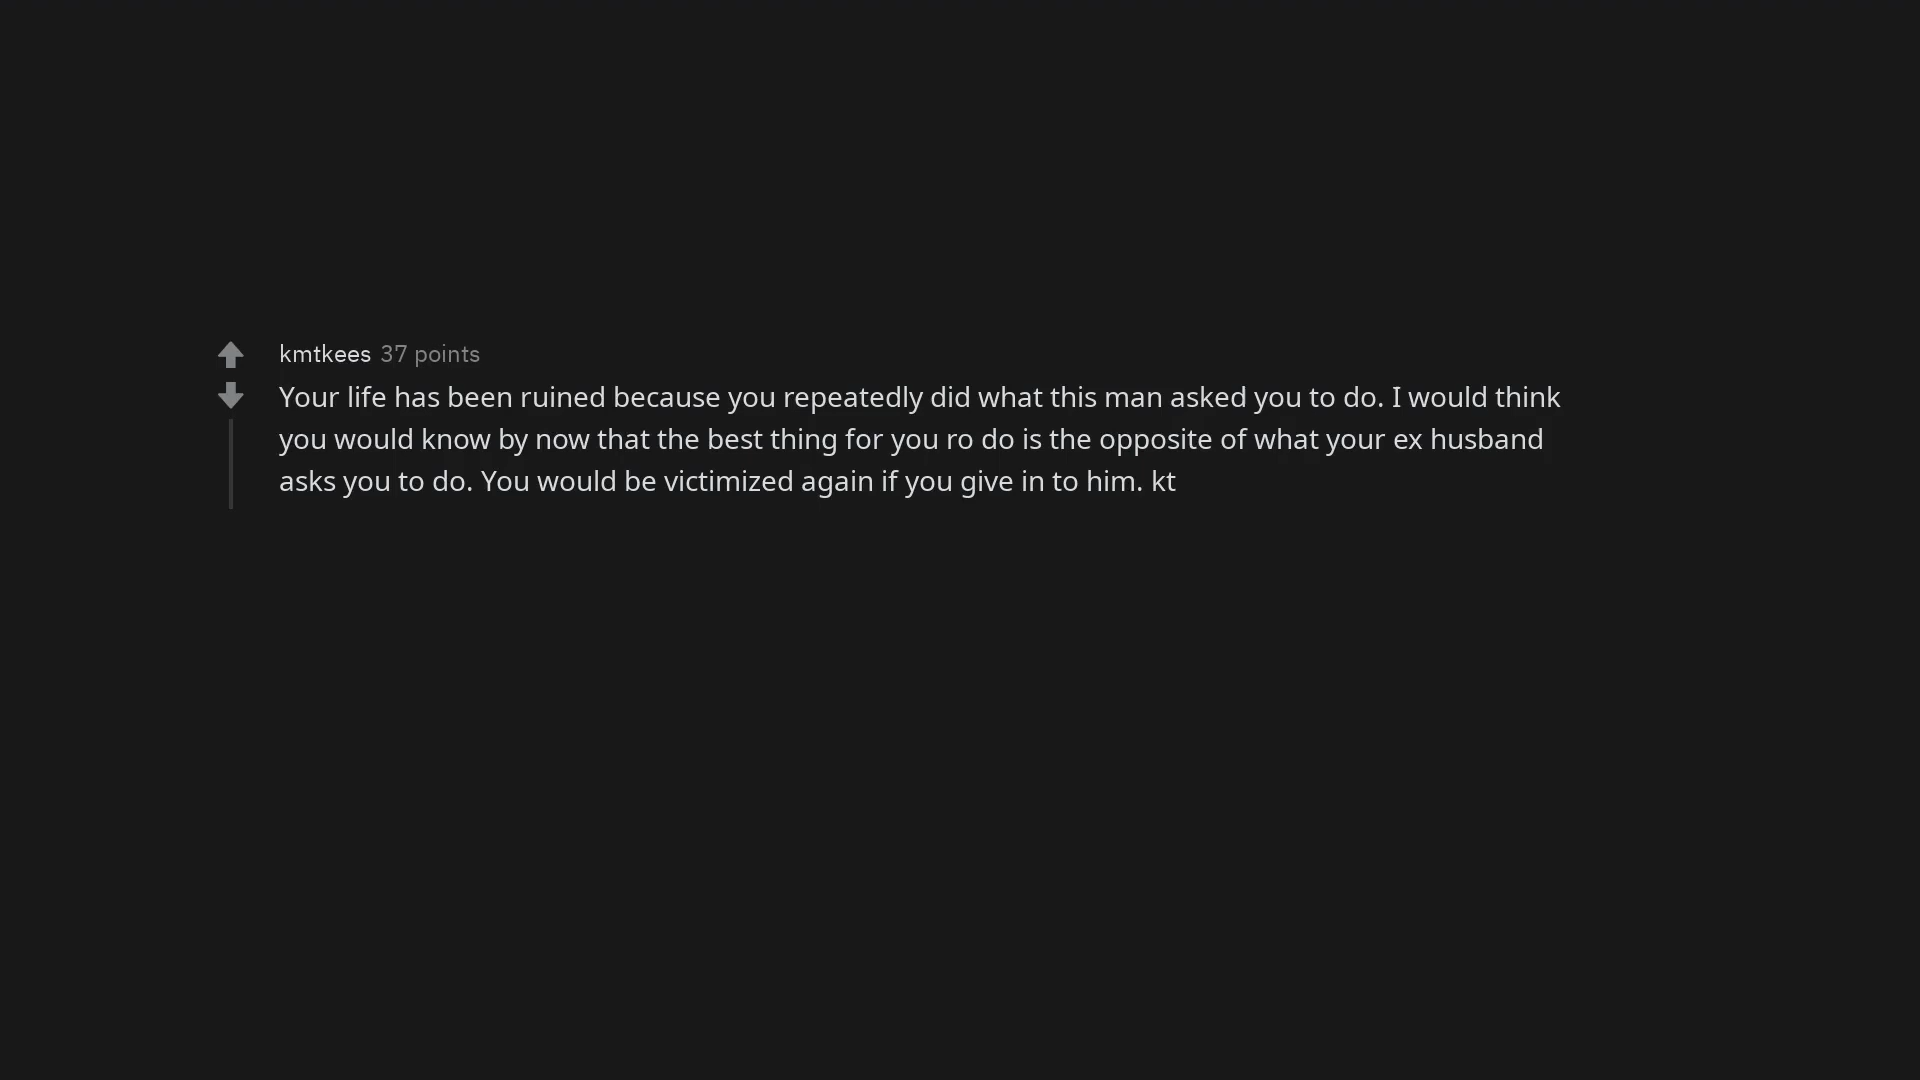 kmtkees 37 points
Your life has been ruined because you repeatedly did what this man asked you to do. I would think
you would know by now that the best thing for you ro do is the opposite of what your ex husband
asks you to do. You would be victimized again if you give in to him. kt